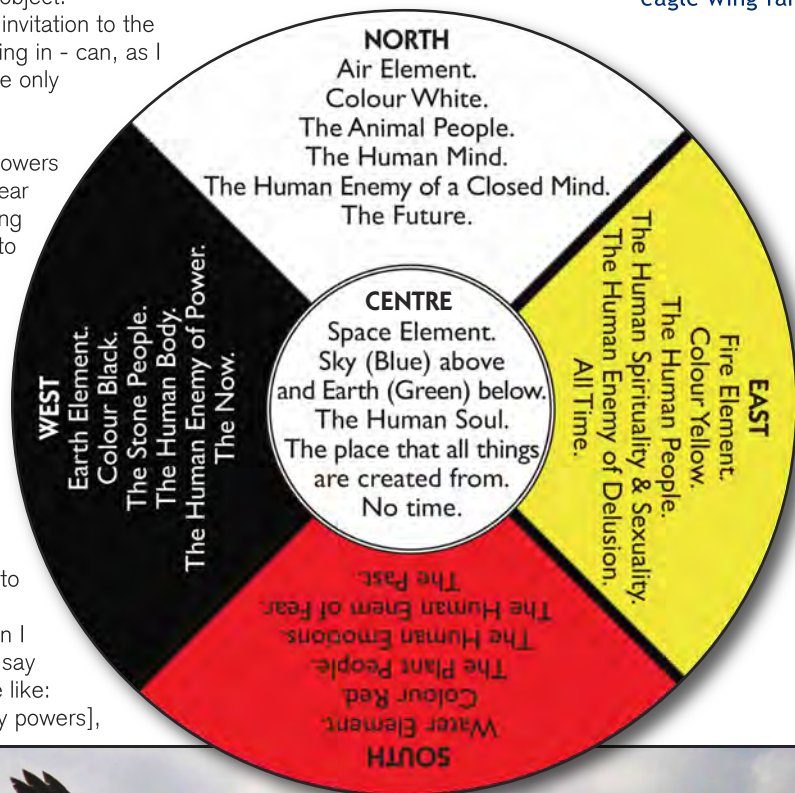 object.
invitation to the
ing in - can, as I
e only
owers
ear
ng
to
to
n I
say
e like:
y powers],
eagle wing fan
NORTH
Air Element.
Colour White.
The Animal People.
The Human Mind.
The Human Enemy of a Closed Mind.
The Future.
EAST
Fire Element.
Colour Yellow.
The Human People.
The Human Spirituality & Sexuality.
The Human Enemy of Delusion.
All Time.
SOUTH
Water Element.
Colour Red.
The Plant People.
The Human Emotions.
The Human Enem of Fear.
The Past.
WEST
Earth Element.
Colour Black.
The Stone People.
The Human Body.
The Human Enemy of Power.
The Now.
CENTRE
Space Element.
Sky (Blue) above
and Earth (Green) below.
The Human Soul.
The place that all things
are created from.
No time.